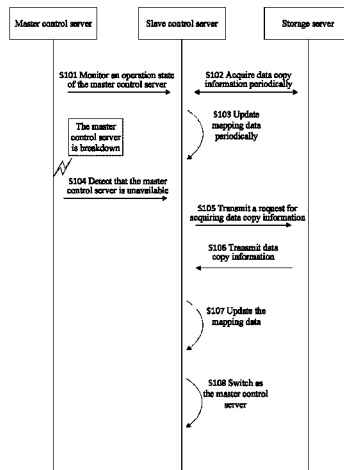 Master control server
Slave control server
Storage server
S101 Monitor an operation state
of the master control server
S102 Acquire data copy
information periodically
S103 Update
mapping data
periodically
The master
control server
is breakdown
S104 Detect that the master
control server is unavailable
S105 Transmit a request for
acquiring data copy information
S106 Transmit data
copy information
S107 Update the
mapping data
S108 Switch as
the master control
server